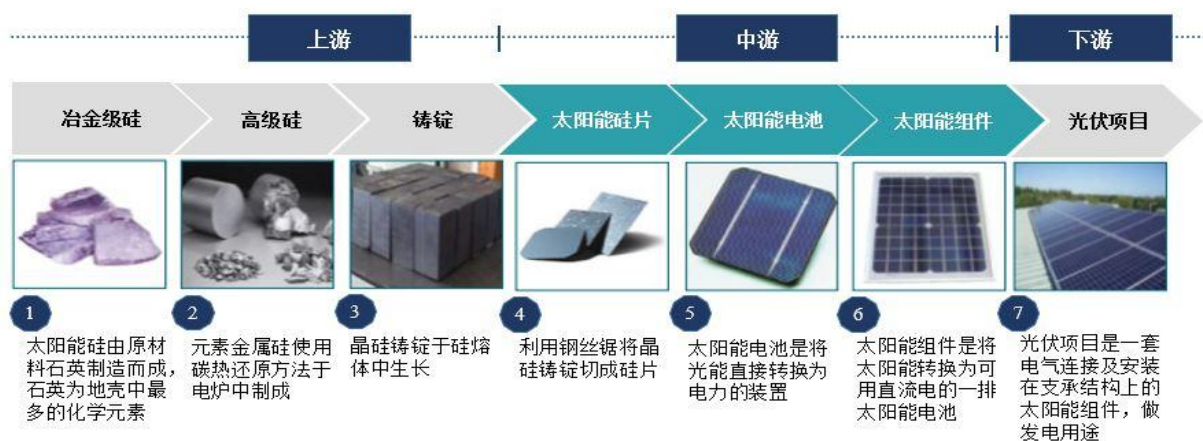 上游
中游
下游
冶金级硅
高级硅
铸锭
太阳能硅片
太阳能电池
太阳能组件
光伏项目
1
太阳能硅由原材
料石英制造而成，
石英为地壳中最
多的化学元素
2
元素金属硅使用
碳热还原方法于
电炉中制成
3
晶硅铸锭于硅熔
体中生长
4
利用钢丝锯将晶
硅铸锭切成硅片
5
太阳能电池是将
光能直接转换为
电力的装置
6
太阳能组件是将
太阳能转换为可
用直流电的一排
太阳能电池
7
光伏项目是一套
电气连接及安装
在支承结构上的
太阳能组件，做
发电用途